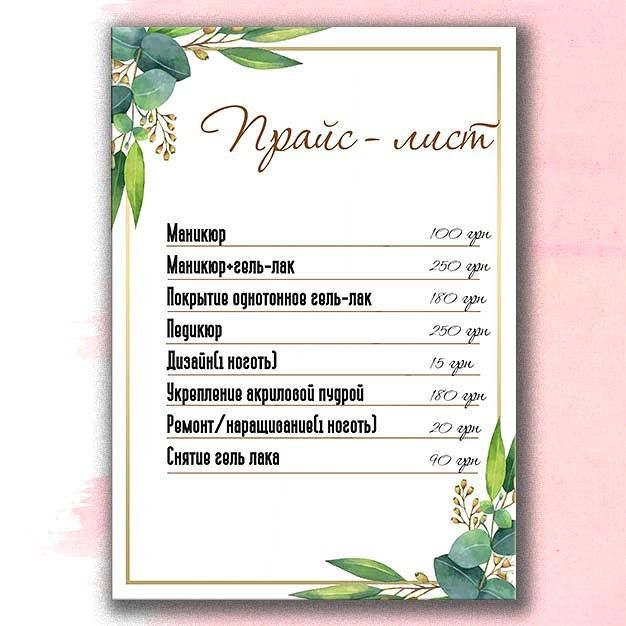 Прайс - лист
Маникюр 100 грн
Маникюр+гель-лак 250 грн
Покрытие однотонное гель-лак 180 грн
Педикюр 250 грн
Дизайн(1 ноготь) 15 грн
Укрепление акриловой пудрой 180 грн
Ремонт/наращивание(1 ноготь) 20 грн
Снятие гель лака 90 грн